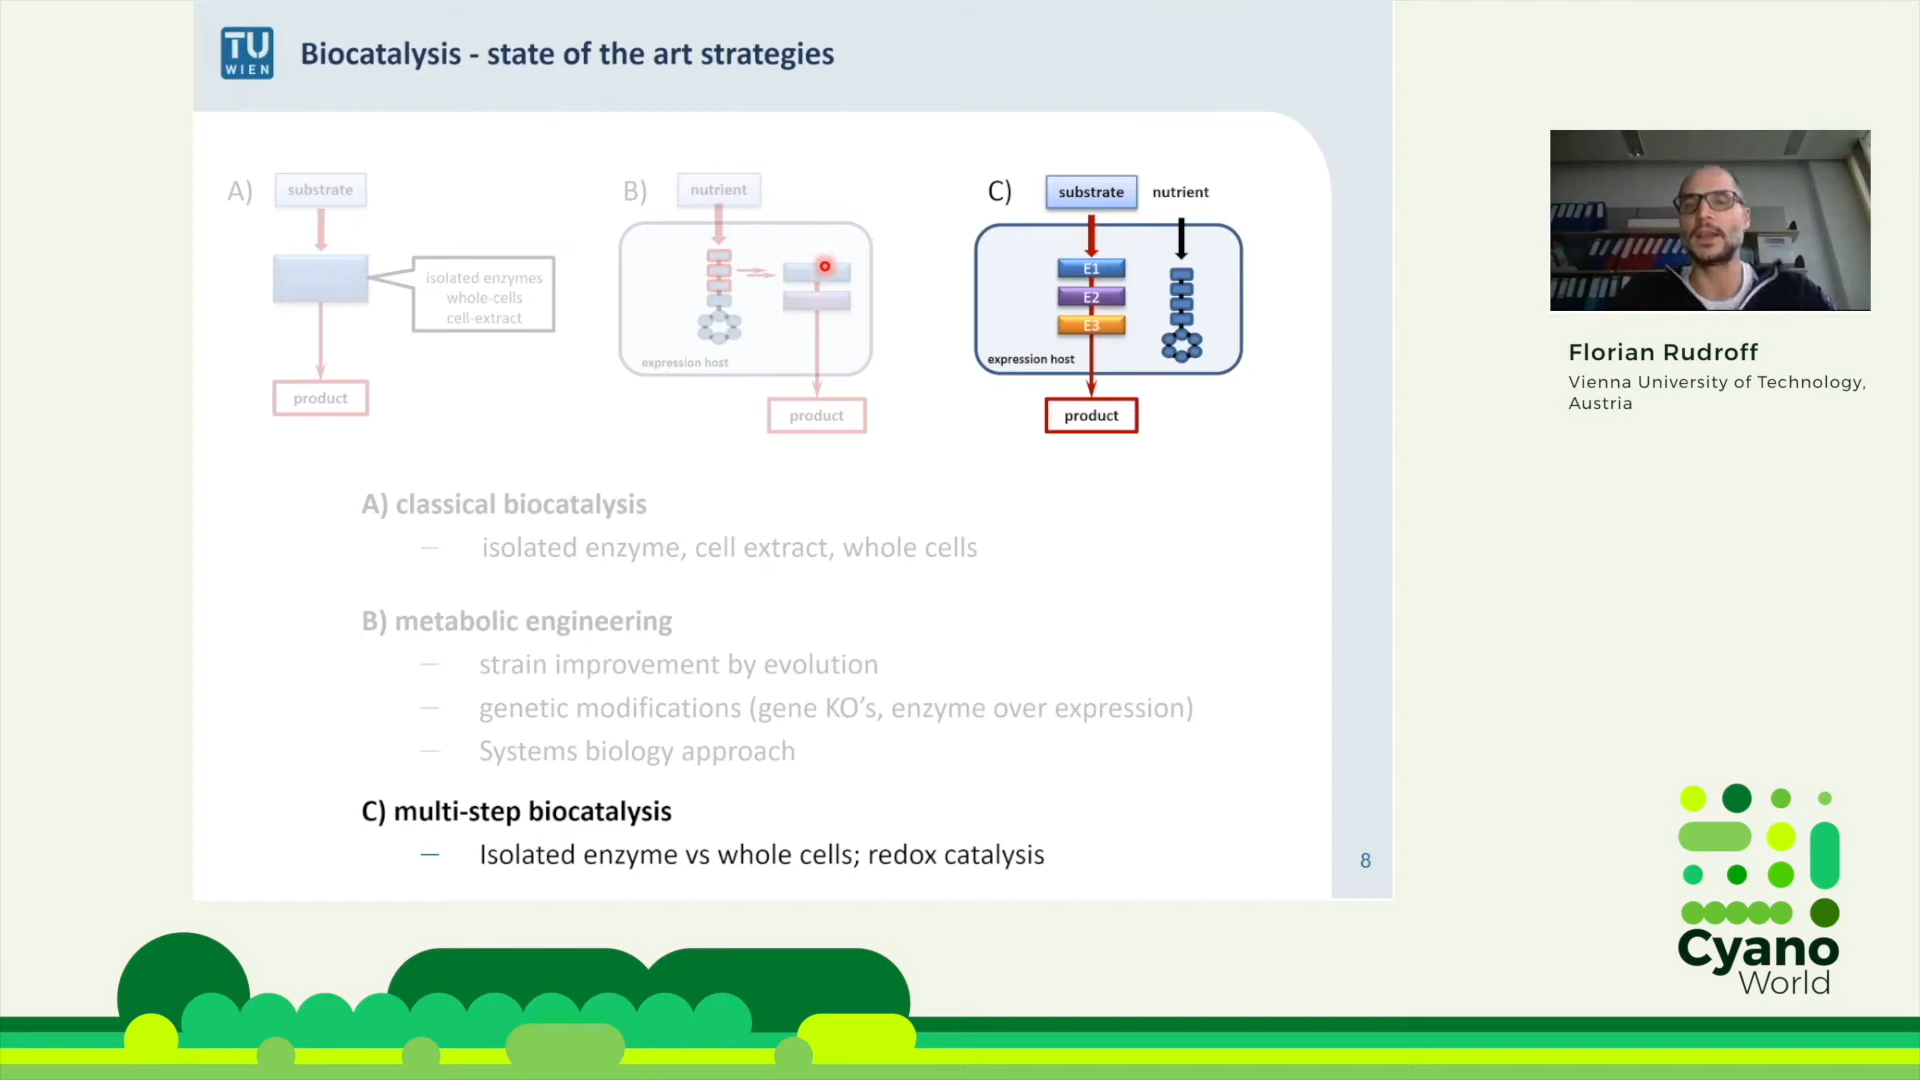 TU
WIEN
Biocatalysis - state of the art strategies
A)
substrate
isolated enzymes
whole-cells
cell-extract
product
B)
nutrient
expression host
product
C)
substrate
nutrient
E1
E2
E3
expression host
product
A) classical biocatalysis
– isolated enzyme, cell extract, whole cells
B) metabolic engineering
– strain improvement by evolution
– genetic modifications (gene KO's, enzyme over expression)
– Systems biology approach
C) multi-step biocatalysis
– Isolated enzyme vs whole cells; redox catalysis
8
Florian Rudroff
Vienna University of Technology,
Austria
Cyano
World